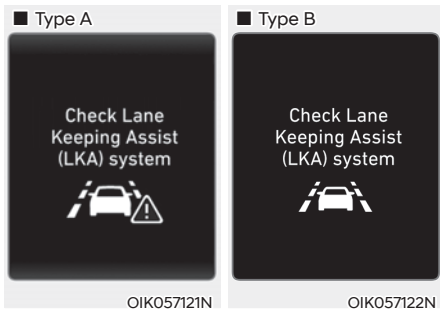 ■ Type A
Check Lane
Keeping Assist
(LKA) system
OIK057121N
■ Type B
Check Lane
Keeping Assist
(LKA) system
OIK057122N